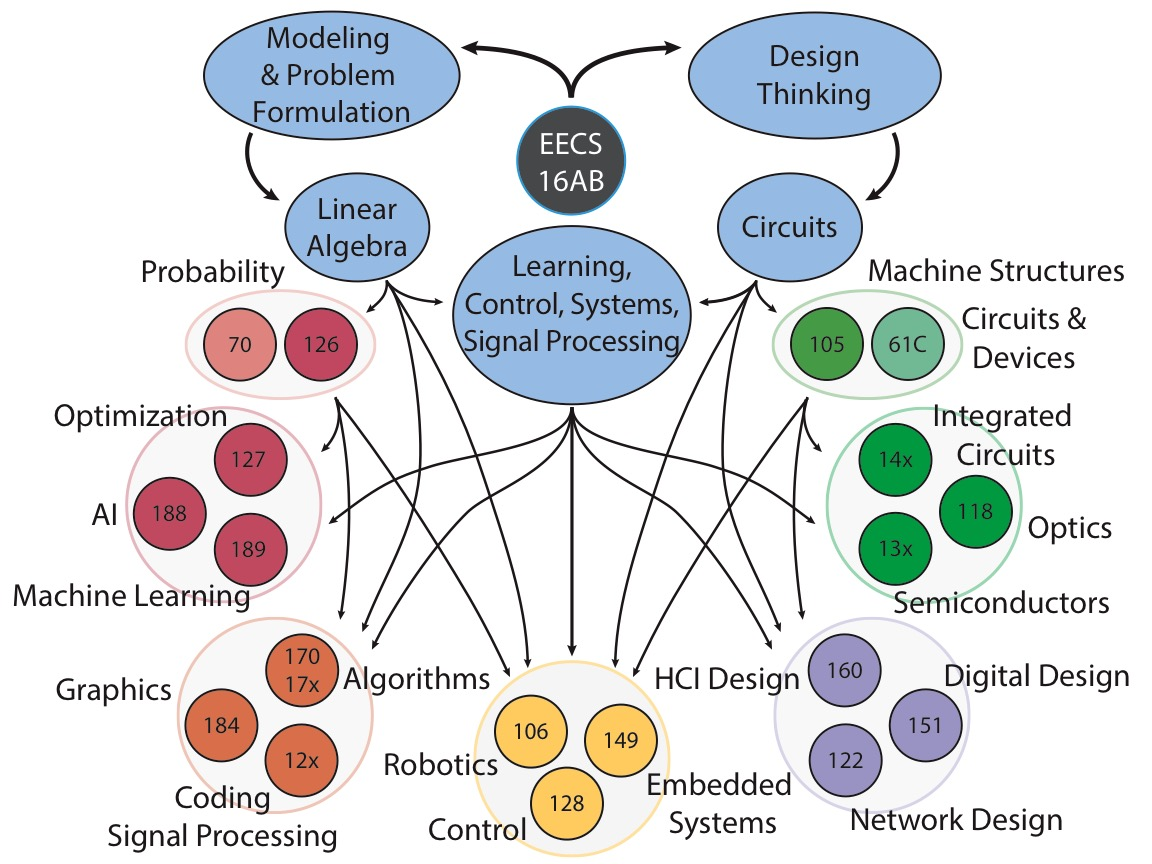 Modeling
& Problem
Formulation
Design
Thinking
EECS
16AB
Linear
Algebra
Circuits
Learning,
Control, Systems,
Signal Processing
Probability
70
126
Machine Structures
105
61C
Circuits &
Devices
Optimization
127
AI
188
189
Machine Learning
Integrated
Circuits
14x
118
Optics
13x
Semiconductors
170
17x
Algorithms
Graphics
184
12x
Coding
Signal Processing
106
149
Robotics
128
Control
Embedded
Systems
HCI Design
160
Digital Design
151
122
Network Design